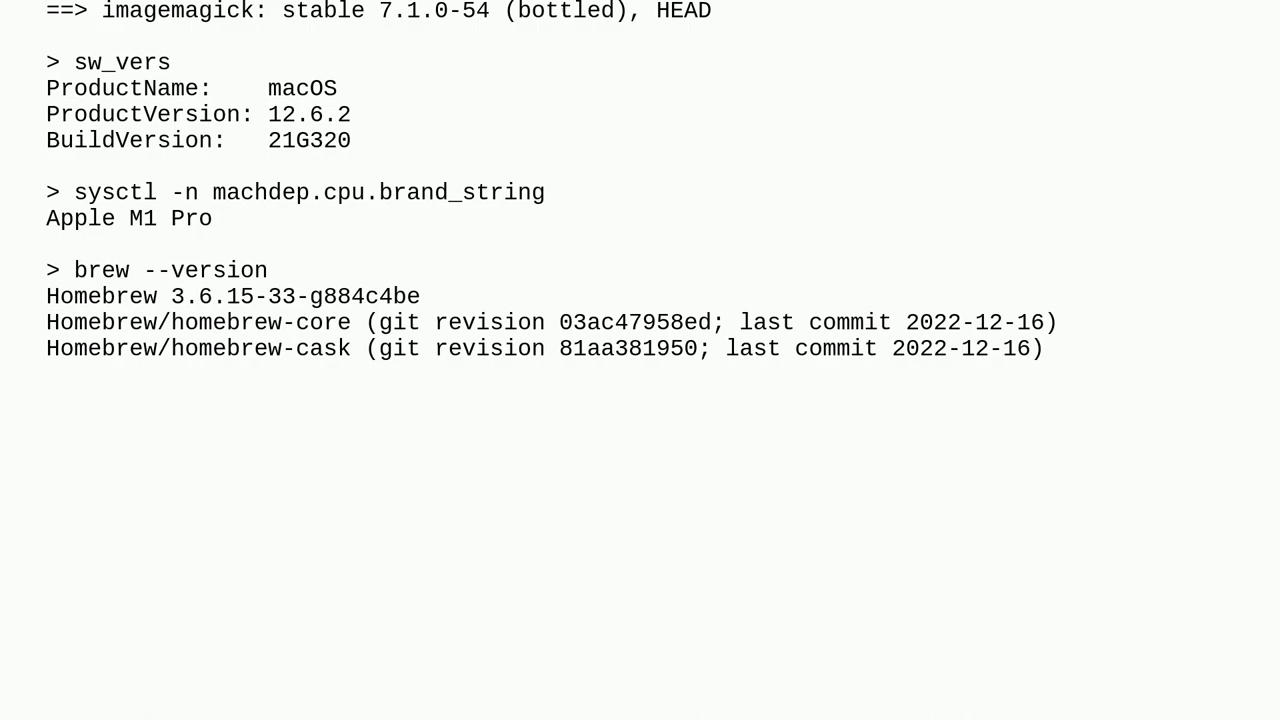 ==> imagemagick: stable 7.1.0-54 (bottled), HEAD
> sw_vers
ProductName:    macOS
ProductVersion: 12.6.2
BuildVersion:   21G320
> sysctl -n machdep.cpu.brand_string
Apple M1 Pro
> brew --version
Homebrew 3.6.15-33-g884c4be
Homebrew/homebrew-core (git revision 03ac47958ed; last commit 2022-12-16)
Homebrew/homebrew-cask (git revision 81aa381950; last commit 2022-12-16)